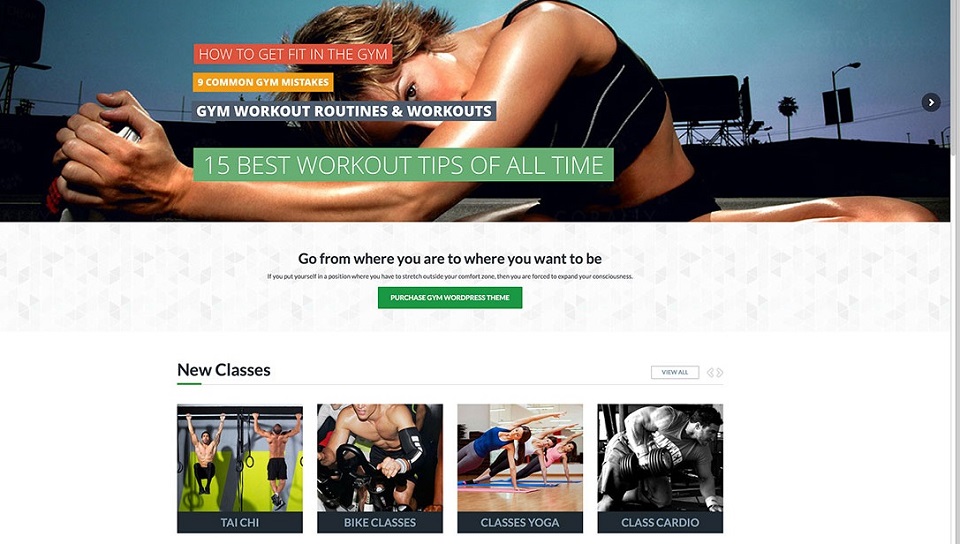 HOW TO GET FIT IN THE GYM
9 COMMON GYM MISTAKES
GYM WORKOUT ROUTINES & WORKOUTS
15 BEST WORKOUT TIPS OF ALL TIME
Go from where you are to where you want to be
If you put yourself in a position where you have to stretch outside your comfort zone, then you are forced to expand your consciousness.
PURCHASE GYM WORDPRESS THEME
New Classes
VIEW ALL
TAI CHI
BIKE CLASSES
CLASSES YOGA
CLASS CARDIO